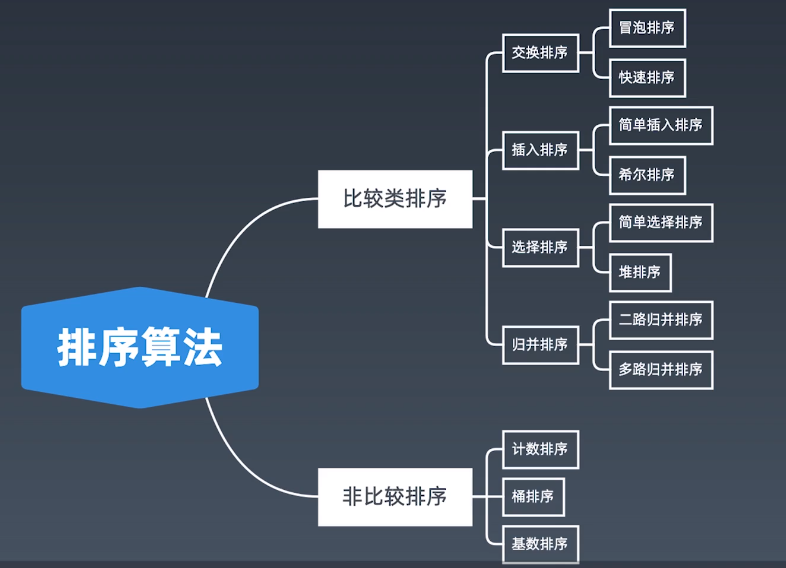 排序算法
比较类排序
交换排序
冒泡排序
快速排序
插入排序
简单插入排序
希尔排序
选择排序
简单选择排序
堆排序
归并排序
二路归并排序
多路归并排序
非比较排序
计数排序
桶排序
基数排序